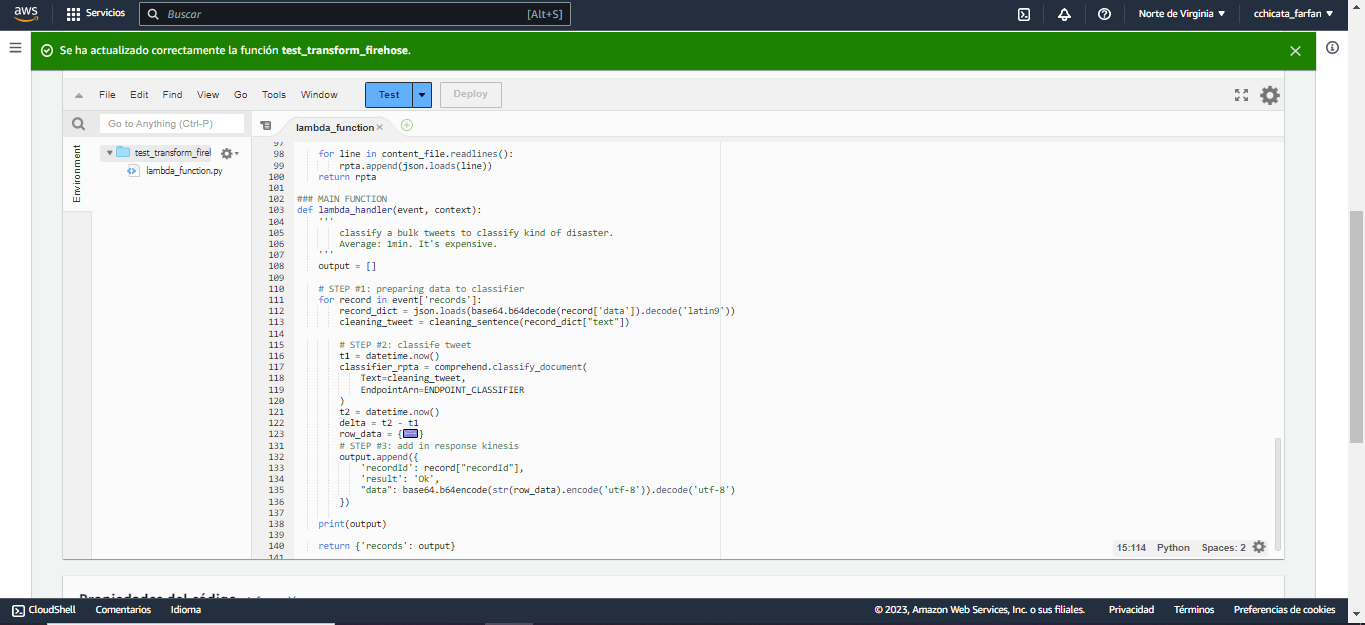 aws
Servicios
Buscar
[Alt+S]
Norte de Virginia
cchicata_farfan
Se ha actualizado correctamente la función test_transform_firehose.
File Edit Find View Go Tools Window
Test
Deploy
Go to Anything (Ctrl-P)
lambda_function
Environment
test_transform_firel
lambda_function.py
97
98 for line in content_file.readlines():
99 rpta.append(json.loads(line))
100 return rpta
101
102 ### MAIN FUNCTION
103 def lambda_handler(event, context):
104 '''
105 classify a bulk tweets to classify kind of disaster.
106 Average: 1min. It's expensive.
107 '''
108 output = []
109
110 # STEP #1: preparing data to classifier
111 for record in event['records']:
112 record_dict = json.loads(base64.b64decode(record['data']).decode('latin9'))
113 cleaning_tweet = cleaning_sentence(record_dict["text"])
114
115 # STEP #2: classife tweet
116 t1 = datetime.now()
117 classifier_rpta = comprehend.classify_document(
118 Text=cleaning_tweet,
119 EndpointArn=ENDPOINT_CLASSIFIER
120 )
121 t2 = datetime.now()
122 delta = t2 - t1
123 row_data = {}
131 # STEP #3: add in response kinesis
132 output.append({
133 'recordId': record["recordId"],
134 'result': 'Ok',
135 "data": base64.b64encode(str(row_data).encode('utf-8')).decode('utf-8')
136 })
137
138 print(output)
139
140 return {'records': output}
141
15:114 Python Spaces: 2
Propiedades del código
CloudShell Comentarios Idioma
© 2023, Amazon Web Services, Inc. o sus filiales. Privacidad Términos Preferencias de cookies